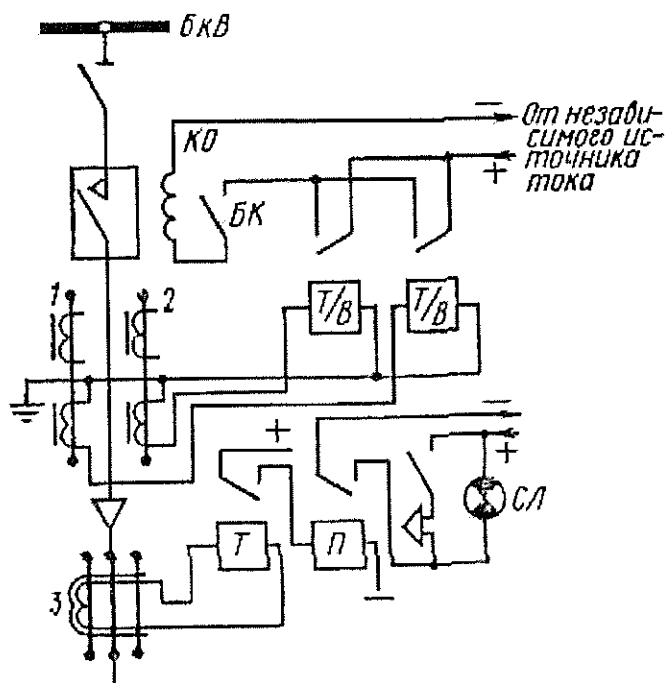 6кВ
−
От незави-
симого ис-
точника
тока
+
КО
БК
1
2
Т/В
Т/В
−
+
+
СЛ
Т
П
3
−